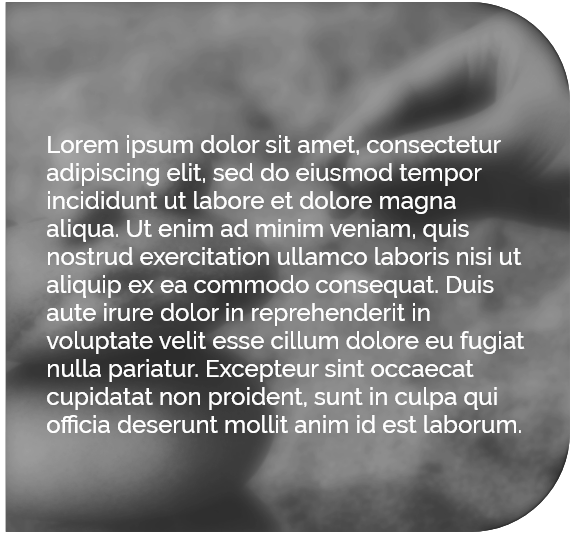 Lorem ipsum dolor sit amet, consectetur
adipiscing elit, sed do eiusmod tempor
incididunt ut labore et dolore magna
aliqua. Ut enim ad minim veniam, quis
nostrud exercitation ullamco laboris nisi ut
aliquip ex ea commodo consequat. Duis
aute irure dolor in reprehenderit in
voluptate velit esse cillum dolore eu fugiat
nulla pariatur. Excepteur sint occaecat
cupidatat non proident, sunt in culpa qui
officia deserunt mollit anim id est laborum.